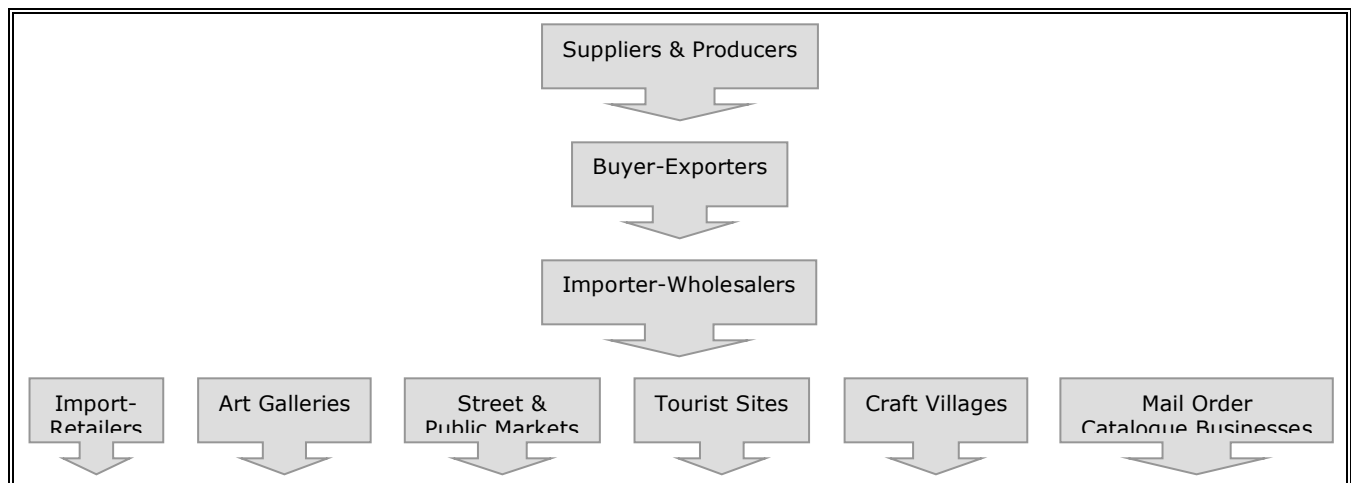 Suppliers & Producers
Buyer-Exporters
Importer-Wholesalers
Import-
Retailers
Art Galleries
Street &
Public Markets
Tourist Sites
Craft Villages
Mail Order
Catalogue Businesses